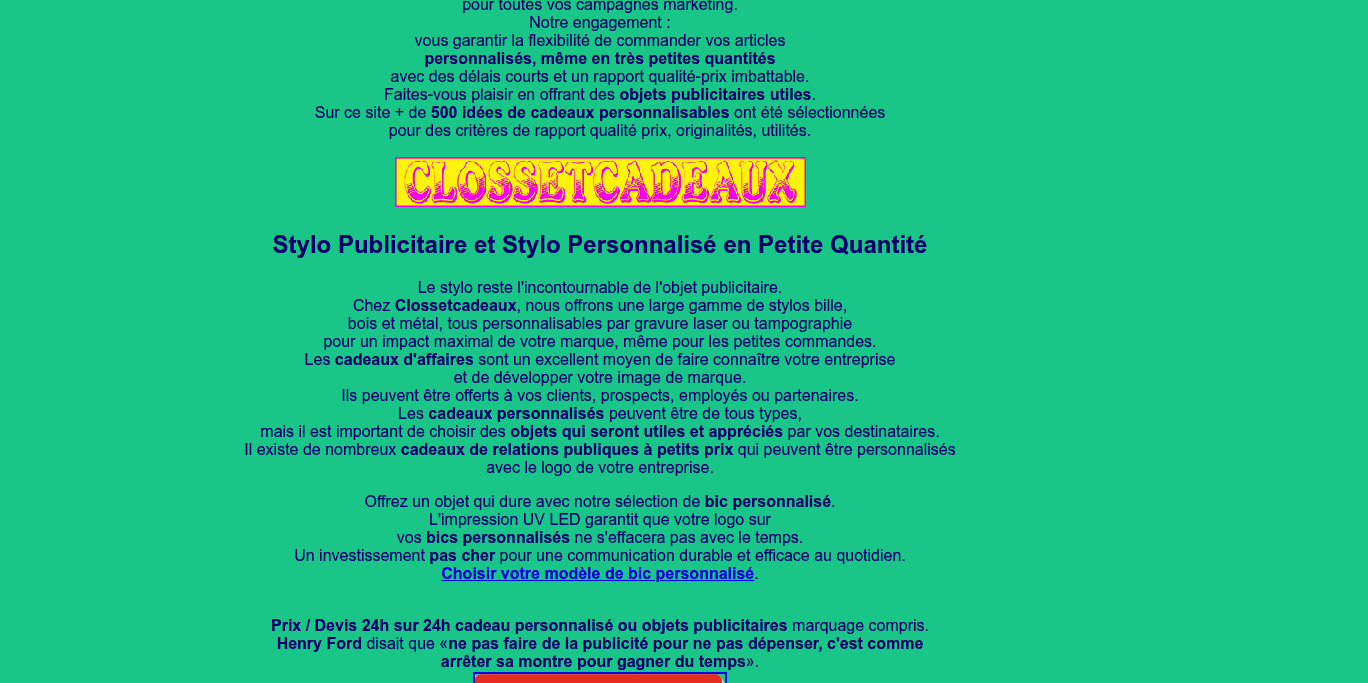 pour toutes vos campagnes marketing.
Notre engagement :
vous garantir la flexibilité de commander vos articles
personnalisés, même en très petites quantités
avec des délais courts et un rapport qualité-prix imbattable.
Faites-vous plaisir en offrant des objets publicitaires utiles.
Sur ce site + de 500 idées de cadeaux personnalisables ont été sélectionnées
pour des critères de rapport qualité prix, originalités, utilités.
CLOSSETCADEAUX
Stylo Publicitaire et Stylo Personnalisé en Petite Quantité
Le stylo reste l'incontournable de l'objet publicitaire.
Chez Clossetcadeaux, nous offrons une large gamme de stylos bille,
bois et métal, tous personnalisables par gravure laser ou tampographie
pour un impact maximal de votre marque, même pour les petites commandes.
Les cadeaux d'affaires sont un excellent moyen de faire connaître votre entreprise
et de développer votre image de marque.
Ils peuvent être offerts à vos clients, prospects, employés ou partenaires.
Les cadeaux personnalisés peuvent être de tous types,
mais il est important de choisir des objets qui seront utiles et appréciés par vos destinataires.
Il existe de nombreux cadeaux de relations publiques à petits prix qui peuvent être personnalisés
avec le logo de votre entreprise.
Offrez un objet qui dure avec notre sélection de bic personnalisé.
L'impression UV LED garantit que votre logo sur
vos bics personnalisés ne s'effacera pas avec le temps.
Un investissement pas cher pour une communication durable et efficace au quotidien.
Choisir votre modèle de bic personnalisé.
Prix / Devis 24h sur 24h cadeau personnalisé ou objets publicitaires marquage compris.
Henry Ford disait que «ne pas faire de la publicité pour ne pas dépenser, c'est comme
arrêter sa montre pour gagner du temps».